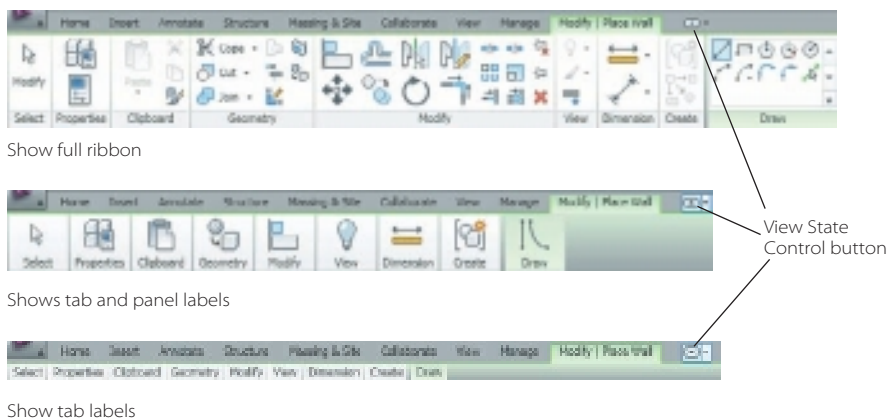 Home Insert Annotate Structure Massing & Site Collaborate View Manage Modify | Place Wall
Modify
Cope
Cut
Join
Paste
Select Properties Clipboard Geometry Modify View Dimension Create Draw
Show full ribbon
Home Insert Annotate Structure Massing & Site Collaborate View Manage Modify | Place Wall
Select Properties Clipboard Geometry Modify View Dimension Create Draw
View State
Control button
Shows tab and panel labels
Home Insert Annotate Structure Massing & Site Collaborate View Manage Modify | Place Wall
Select Properties Clipboard Geometry Modify View Dimension Create Draw
Show tab labels